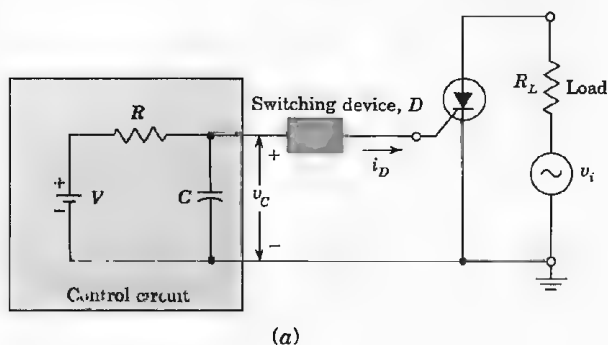 R_L Load
Switching device, D
R
+
+
i_D
v_i
V
C
v_C
–
–
Control circuit
(a)